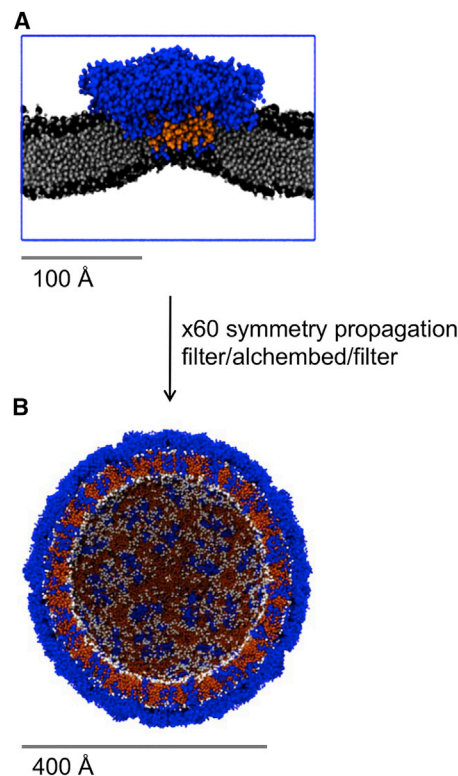 A
100 Å
x60 symmetry propagation
filter/alchembed/filter
B
400 Å